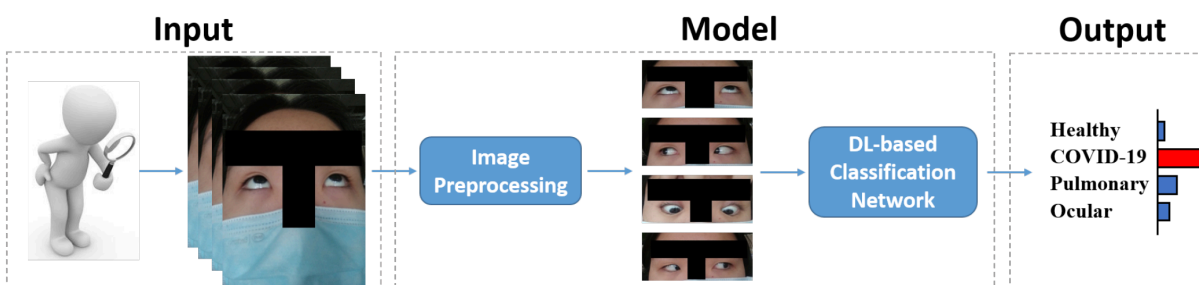 Input
Model
Output
Image
Preprocessing
DL-based
Classification
Network
Healthy
COVID-19
Pulmonary
Ocular